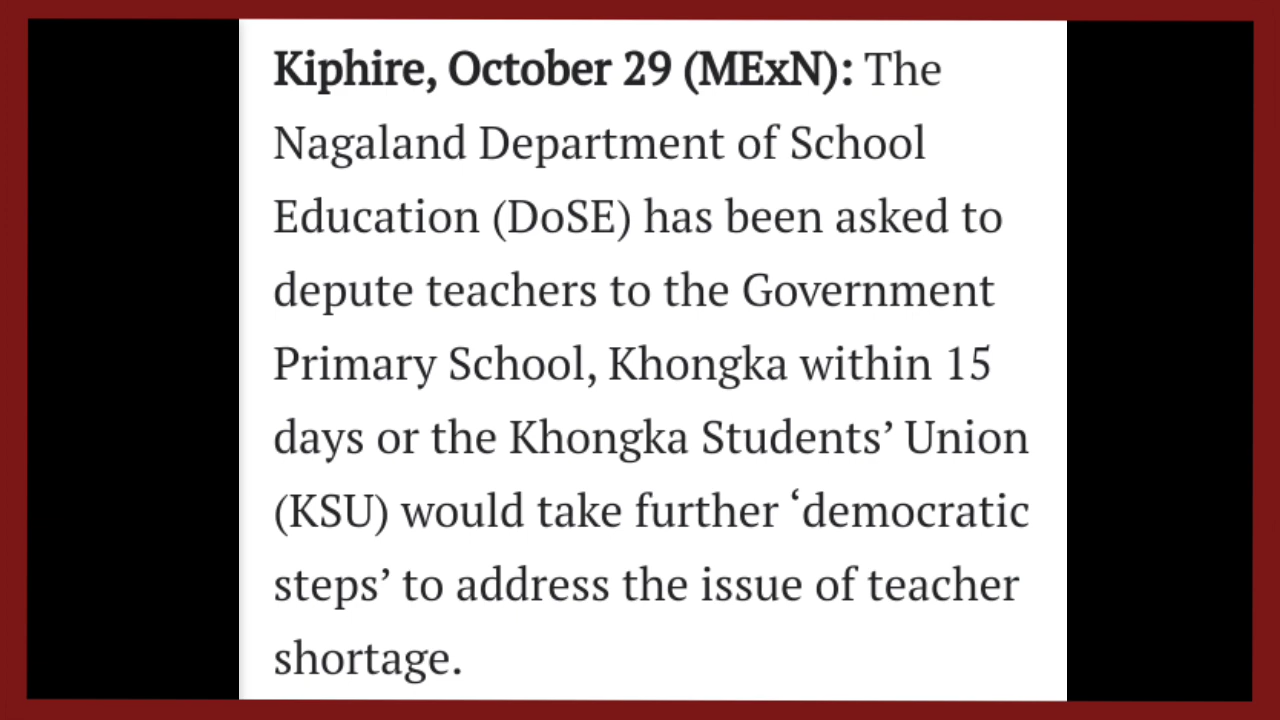 Kiphire, October 29 (MExN): The
Nagaland Department of School
Education (DoSE) has been asked to
depute teachers to the Government
Primary School, Khongka within 15
days or the Khongka Students’ Union
(KSU) would take further ‘democratic
steps’ to address the issue of teacher
shortage.